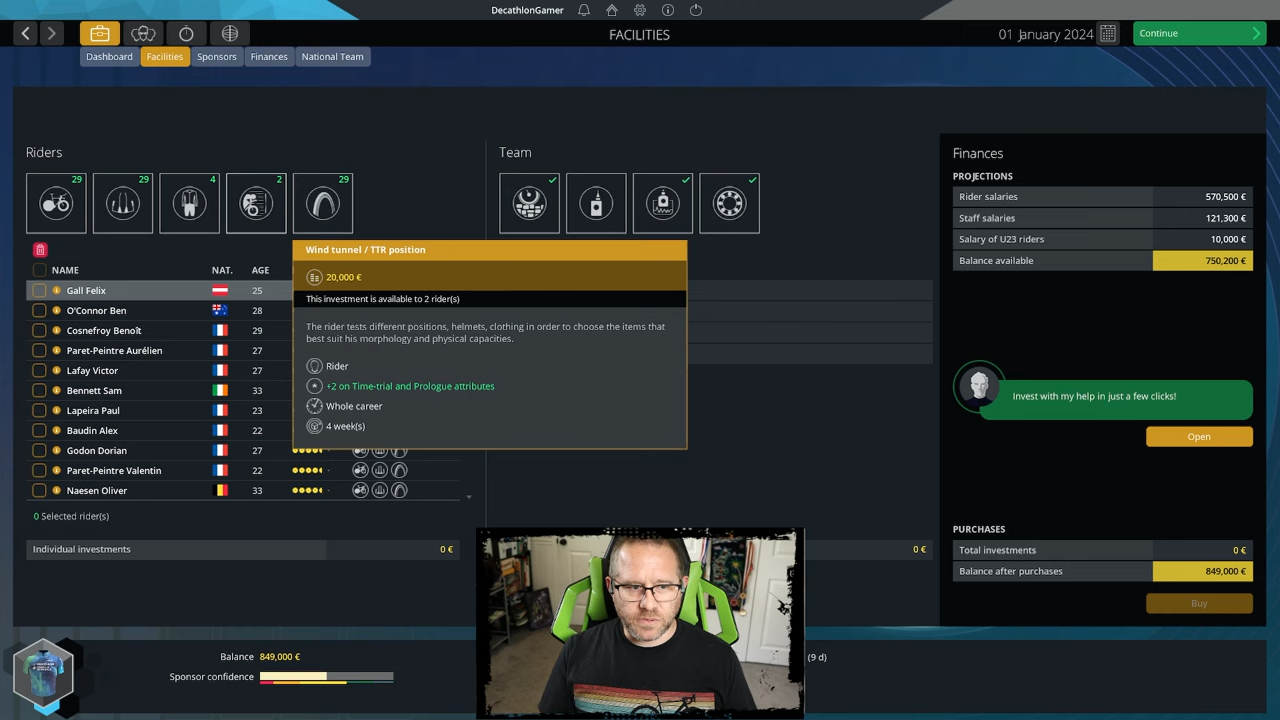 DecathlonGamer
FACILITIES
01 January 2024
Continue
Dashboard
Facilities
Sponsors
Finances
National Team
Riders
29
29
4
2
29
Team
NAME NAT. AGE
Gall Felix 25
O'Connor Ben 28
Cosnefroy Benoît 29
Paret-Peintre Aurélien 27
Lafay Victor 27
Bennett Sam 33
Lapeira Paul 23
Baudin Alex 22
Godon Dorian 27
Paret-Peintre Valentin 22
Naesen Oliver 33
0 Selected rider(s)
Individual investments 0 €
Wind tunnel / TTR position
20,000 €
This investment is available to 2 rider(s)
The rider tests different positions, helmets, clothing in order to choose the items that
best suit his morphology and physical capacities.
Rider
+2 on Time-trial and Prologue attributes
Whole career
4 week(s)
0 €
Finances
PROJECTIONS
Rider salaries 570,500 €
Staff salaries 121,300 €
Salary of U23 riders 10,000 €
Balance available 750,200 €
Invest with my help in just a few clicks!
Open
PURCHASES
Total investments 0 €
Balance after purchases 849,000 €
Buy
Balance 849,000 €
Sponsor confidence
(9 d)